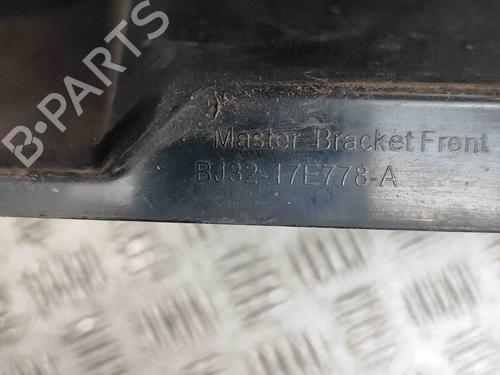 Master-Bracket Front
BJ32-17E778-A
B-PARTS